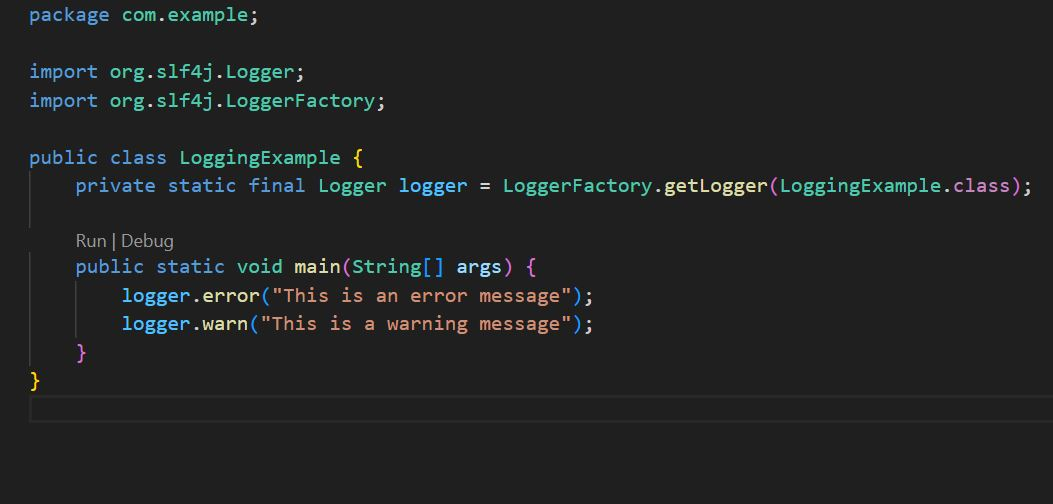 package com.example;
import org.slf4j.Logger;
import org.slf4j.LoggerFactory;
public class LoggingExample {
private static final Logger logger = LoggerFactory.getLogger(LoggingExample.class);
Run | Debug
public static void main(String[] args) {
logger.error("This is an error message");
logger.warn("This is a warning message");
}
}